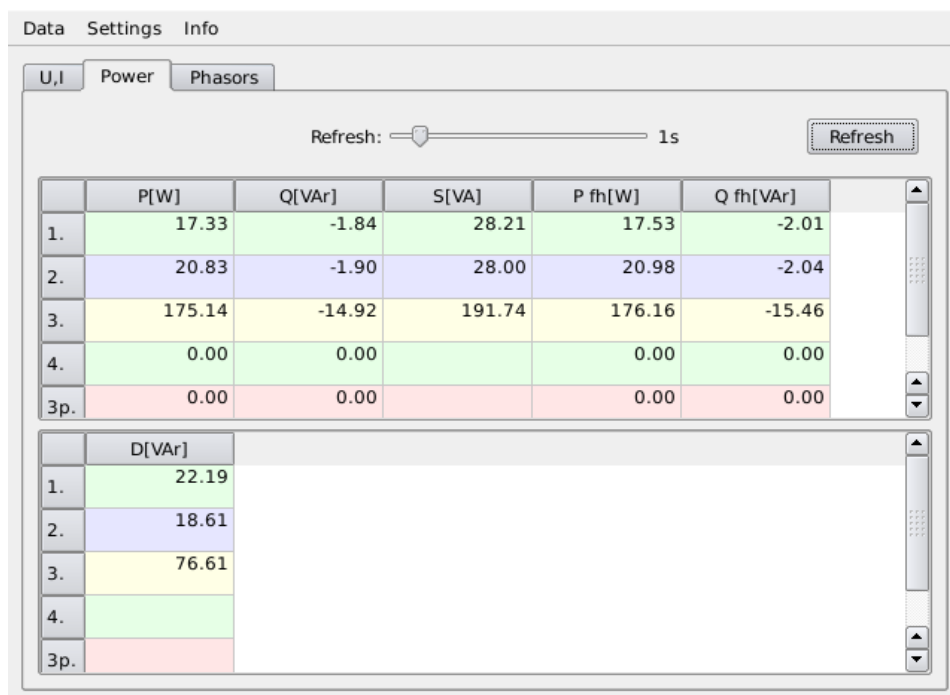 Data Settings Info
U,I Power Phasors
Refresh: 1s Refresh
P[W] Q[VAr] S[VA] P fh[W] Q fh[VAr]
1. 17.33 -1.84 28.21 17.53 -2.01
2. 20.83 -1.90 28.00 20.98 -2.04
3. 175.14 -14.92 191.74 176.16 -15.46
4. 0.00 0.00 0.00 0.00
3p. 0.00 0.00 0.00 0.00
D[VAr]
1. 22.19
2. 18.61
3. 76.61
4.
3p.